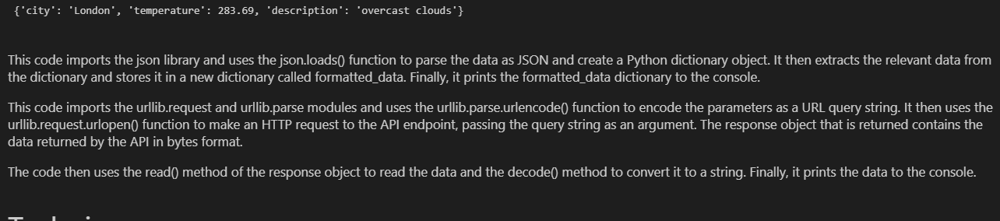 {'city': 'London', 'temperature': 283.69, 'description': 'overcast clouds'}
This code imports the json library and uses the json.loads() function to parse the data as JSON and create a Python dictionary object. It then extracts the relevant data from
the dictionary and stores it in a new dictionary called formatted_data. Finally, it prints the formatted_data dictionary to the console.
This code imports the urllib.request and urllib.parse modules and uses the urllib.parse.urlencode() function to encode the parameters as a URL query string. It then uses the
urllib.request.urlopen() function to make an HTTP request to the API endpoint, passing the query string as an argument. The response object that is returned contains the
data returned by the API in bytes format.
The code then uses the read() method of the response object to read the data and the decode() method to convert it to a string. Finally, it prints the data to the console.